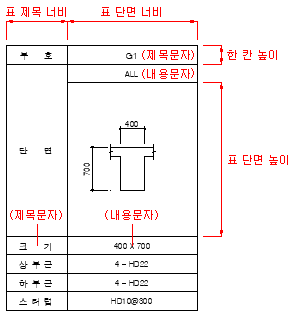 표 제목 너비 표 단면 너비
부 호 G1 (제목문자) 한 칸 높이
ALL (내용문자)
400
700
단 면
표 단면 높이
(제목문자) (내용문자)
크 기 400 X 700
상 부 근 4 - HD22
하 부 근 4 - HD22
스 터 럽 HD10@300